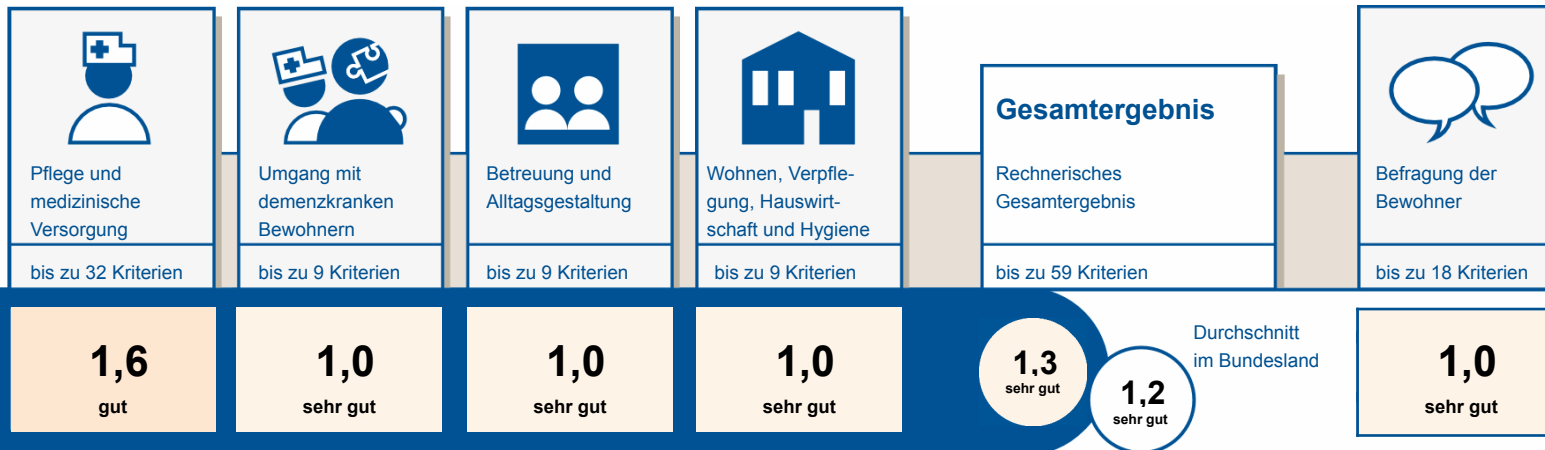 Pflege und
medizinische
Versorgung
bis zu 32 Kriterien
1,6
gut
Umgang mit
demenzkranken
Bewohnern
bis zu 9 Kriterien
1,0
sehr gut
Betreuung und
Alltagsgestaltung
bis zu 9 Kriterien
1,0
sehr gut
Wohnen, Verpfle-
gung, Hauswirt-
schaft und Hygiene
bis zu 9 Kriterien
1,0
sehr gut
Gesamtergebnis
Rechnerisches
Gesamtergebnis
bis zu 59 Kriterien
1,3
sehr gut
1,2
sehr gut
Durchschnitt
im Bundesland
Befragung der
Bewohner
bis zu 18 Kriterien
1,0
sehr gut